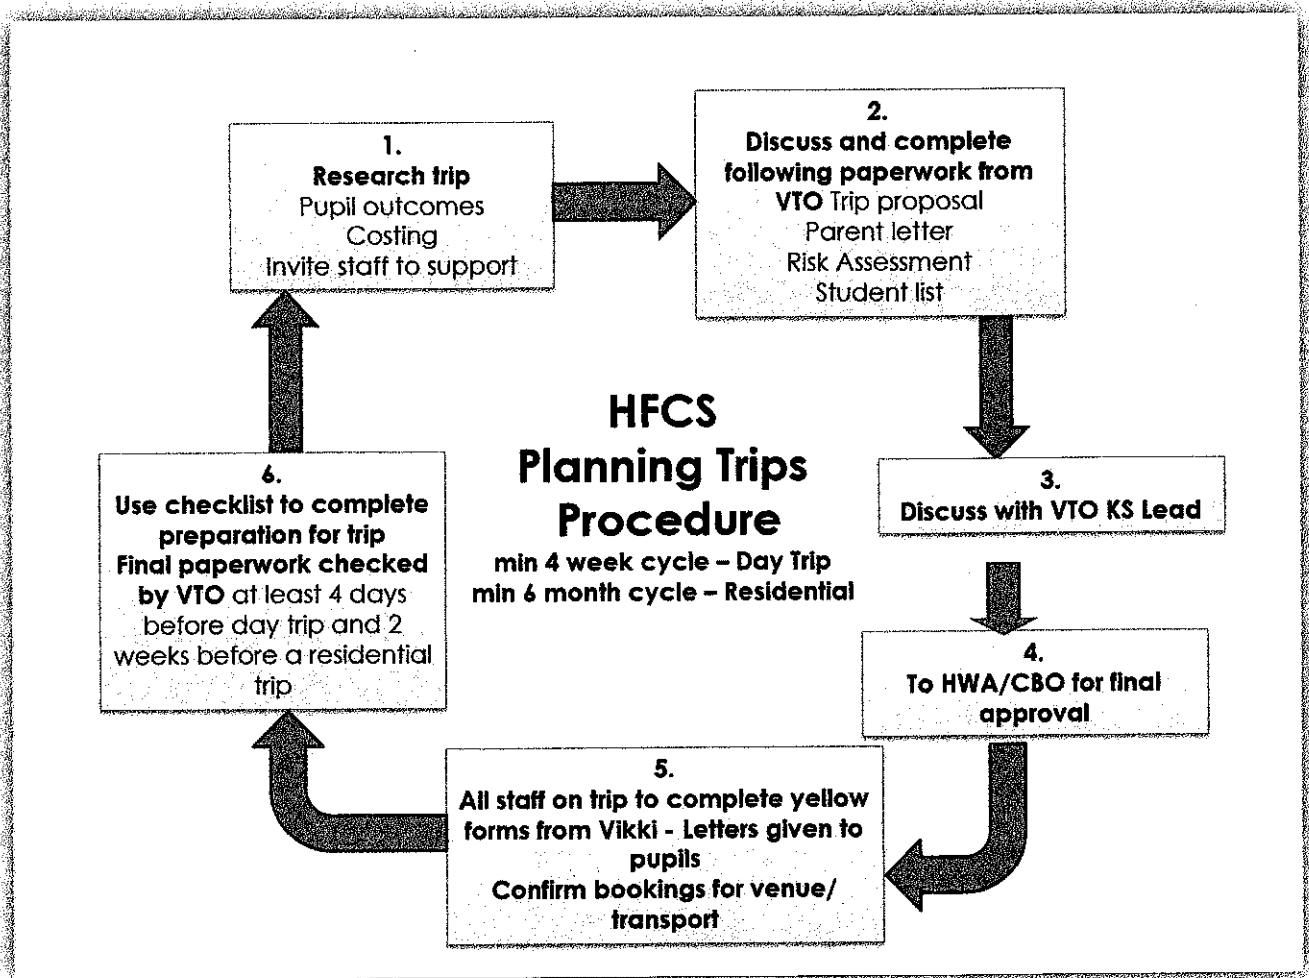 1.
Research trip
Pupil outcomes
Costing
Invite staff to support
2.
Discuss and complete
following paperwork from
VTO Trip proposal
Parent letter
Risk Assessment
Student list
HFCS
Planning Trips
Procedure
min 4 week cycle – Day Trip
min 6 month cycle – Residential
3.
Discuss with VTO KS Lead
4.
To HWA/CBO for final
approval
5.
All staff on trip to complete yellow
forms from Vikki - Letters given to
pupils
Confirm bookings for venue/
transport
6.
Use checklist to complete
preparation for trip
Final paperwork checked
by VTO at least 4 days
before day trip and 2
weeks before a residential
trip